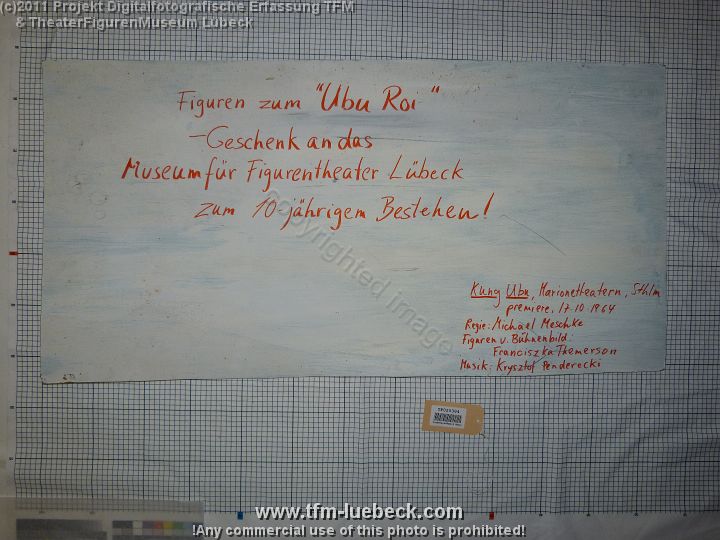 (c)2011 Projekt Digitalfotografische Erfassung TFM
& TheaterFigurenMuseum Lübeck
Figuren zum "Ubu Roi"
-Geschenk an das
Museum für Figurentheater Lübeck
zum 10-jährigem Bestehen!
copyrighted image
Kung Ubu, Marionetteatern, Sthlm
premiere, 17.10 1964
Regie: Michael Meschke
Figuren u. Bühnenbild:
Franciszka Themerson
Musik: Krysztof Penderecki
www.tfm-luebeck.com
!Any commercial use of this photo is prohibited!